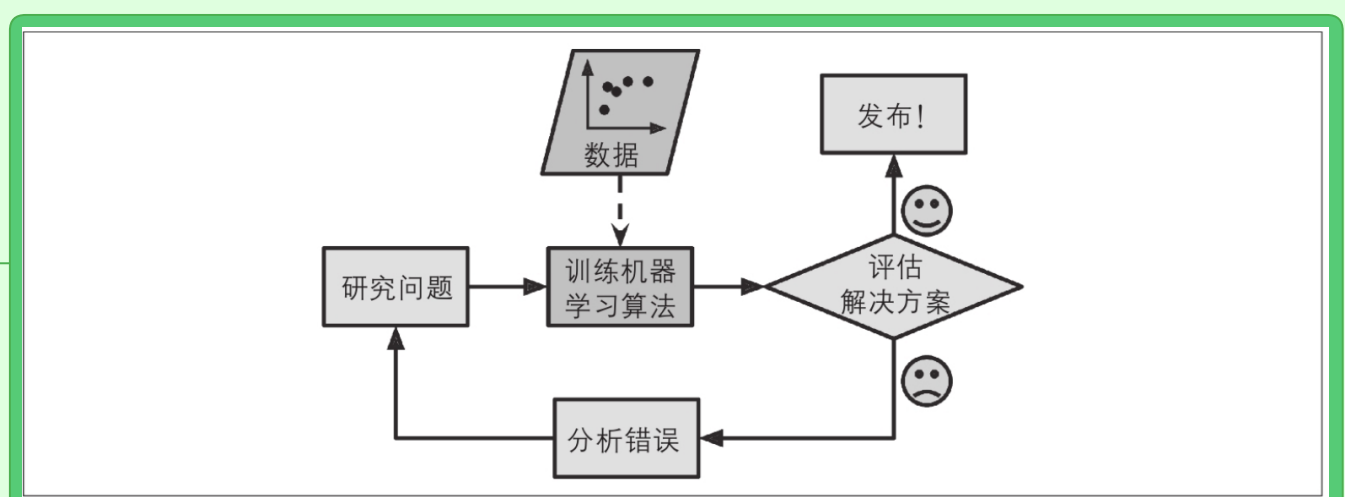 数据
发布！
研究问题
训练机器
学习算法
评估
解决方案
分析错误